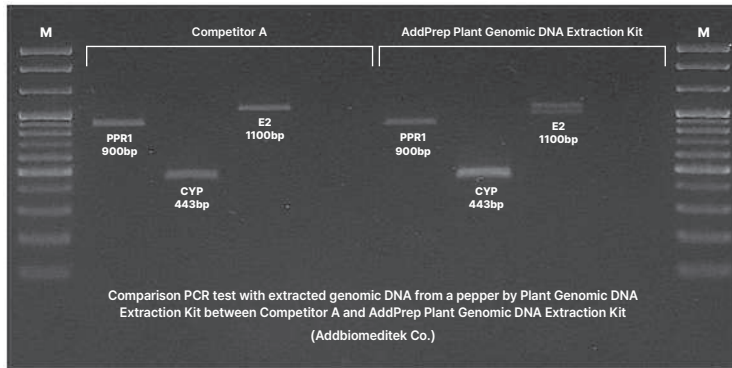 M
Competitor A
AddPrep Plant Genomic DNA Extraction Kit
M
PPR1
900bp
CYP
443bp
E2
1100bp
PPR1
900bp
CYP
443bp
E2
1100bp
Comparison PCR test with extracted genomic DNA from a pepper by Plant Genomic DNA
Extraction Kit between Competitor A and AddPrep Plant Genomic DNA Extraction Kit
(Addbiomeditek Co.)